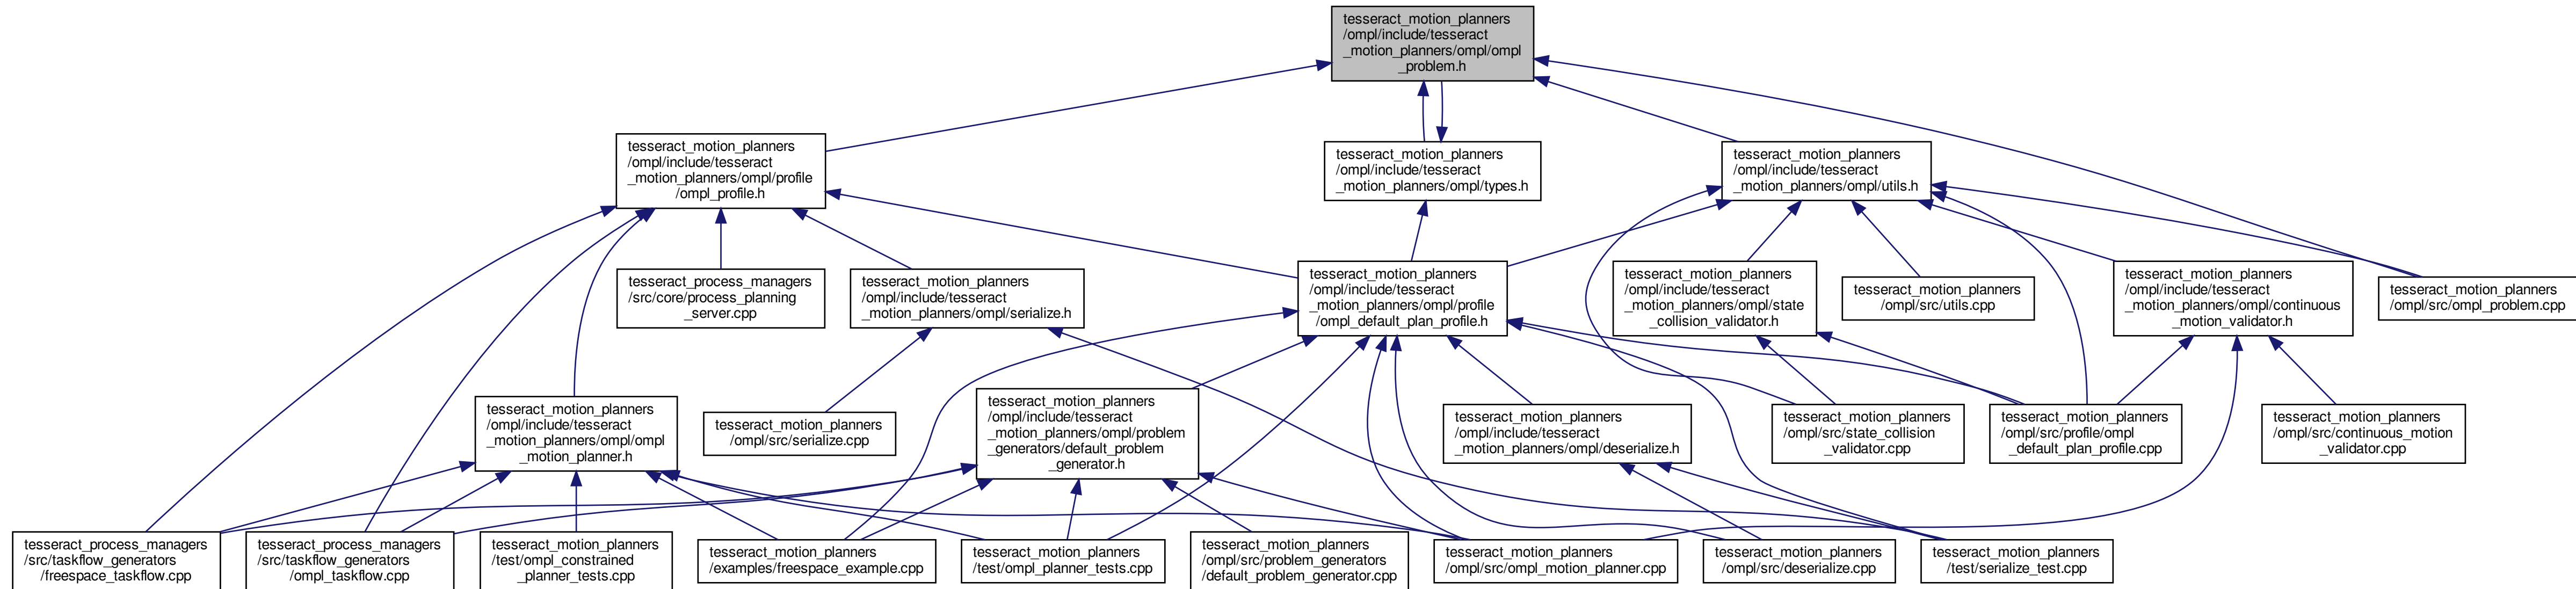 tesseract_motion_planners
/ompl/include/tesseract
_motion_planners/ompl/ompl
_problem.h
tesseract_motion_planners
/ompl/include/tesseract
_motion_planners/ompl/profile
/ompl_profile.h
tesseract_motion_planners
/ompl/include/tesseract
_motion_planners/ompl/types.h
tesseract_motion_planners
/ompl/include/tesseract
_motion_planners/ompl/utils.h
tesseract_process_managers
/src/core/process_planning
_server.cpp
tesseract_motion_planners
/ompl/include/tesseract
_motion_planners/ompl/serialize.h
tesseract_motion_planners
/ompl/include/tesseract
_motion_planners/ompl/profile
/ompl_default_plan_profile.h
tesseract_motion_planners
/ompl/include/tesseract
_motion_planners/ompl/state
_collision_validator.h
tesseract_motion_planners
/ompl/src/utils.cpp
tesseract_motion_planners
/ompl/include/tesseract
_motion_planners/ompl/continuous
_motion_validator.h
tesseract_motion_planners
/ompl/src/ompl_problem.cpp
tesseract_motion_planners
/ompl/include/tesseract
_motion_planners/ompl/ompl
_motion_planner.h
tesseract_motion_planners
/ompl/src/serialize.cpp
tesseract_motion_planners
/ompl/include/tesseract
_motion_planners/ompl/problem
_generators/default_problem
_generator.h
tesseract_motion_planners
/ompl/include/tesseract
_motion_planners/ompl/deserialize.h
tesseract_motion_planners
/ompl/src/state_collision
_validator.cpp
tesseract_motion_planners
/ompl/src/profile/ompl
_default_plan_profile.cpp
tesseract_motion_planners
/ompl/src/continuous_motion
_validator.cpp
tesseract_process_managers
/src/taskflow_generators
/freespace_taskflow.cpp
tesseract_process_managers
/src/taskflow_generators
/ompl_taskflow.cpp
tesseract_motion_planners
/test/ompl_constrained
_planner_tests.cpp
tesseract_motion_planners
/examples/freespace_example.cpp
tesseract_motion_planners
/test/ompl_planner_tests.cpp
tesseract_motion_planners
/ompl/src/problem_generators
/default_problem_generator.cpp
tesseract_motion_planners
/ompl/src/ompl_motion_planner.cpp
tesseract_motion_planners
/ompl/src/deserialize.cpp
tesseract_motion_planners
/test/serialize_test.cpp